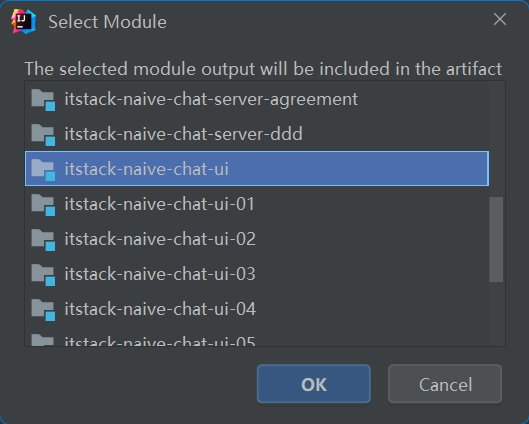 Select Module
The selected module output will be included in the artifact
itstack-naive-chat-server-agreement
itstack-naive-chat-server-ddd
itstack-naive-chat-ui
itstack-naive-chat-ui-01
itstack-naive-chat-ui-02
itstack-naive-chat-ui-03
itstack-naive-chat-ui-04
itstack-naive-chat-ui-05
OK
Cancel